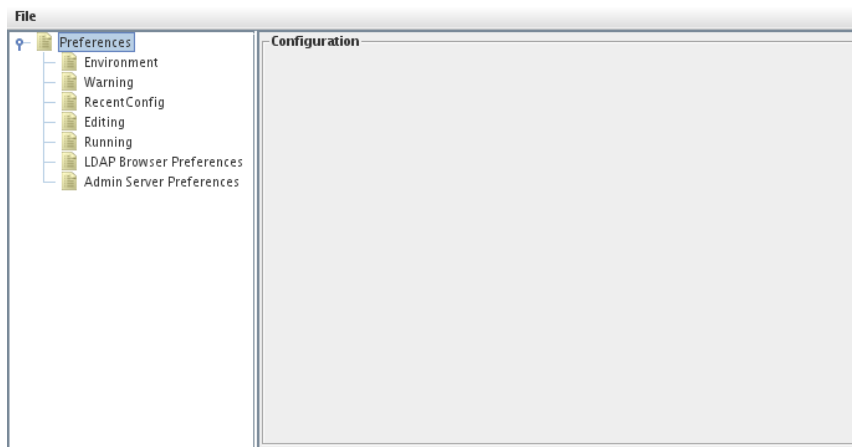 File
Preferences
Environment
Warning
RecentConfig
Editing
Running
LDAP Browser Preferences
Admin Server Preferences
Configuration